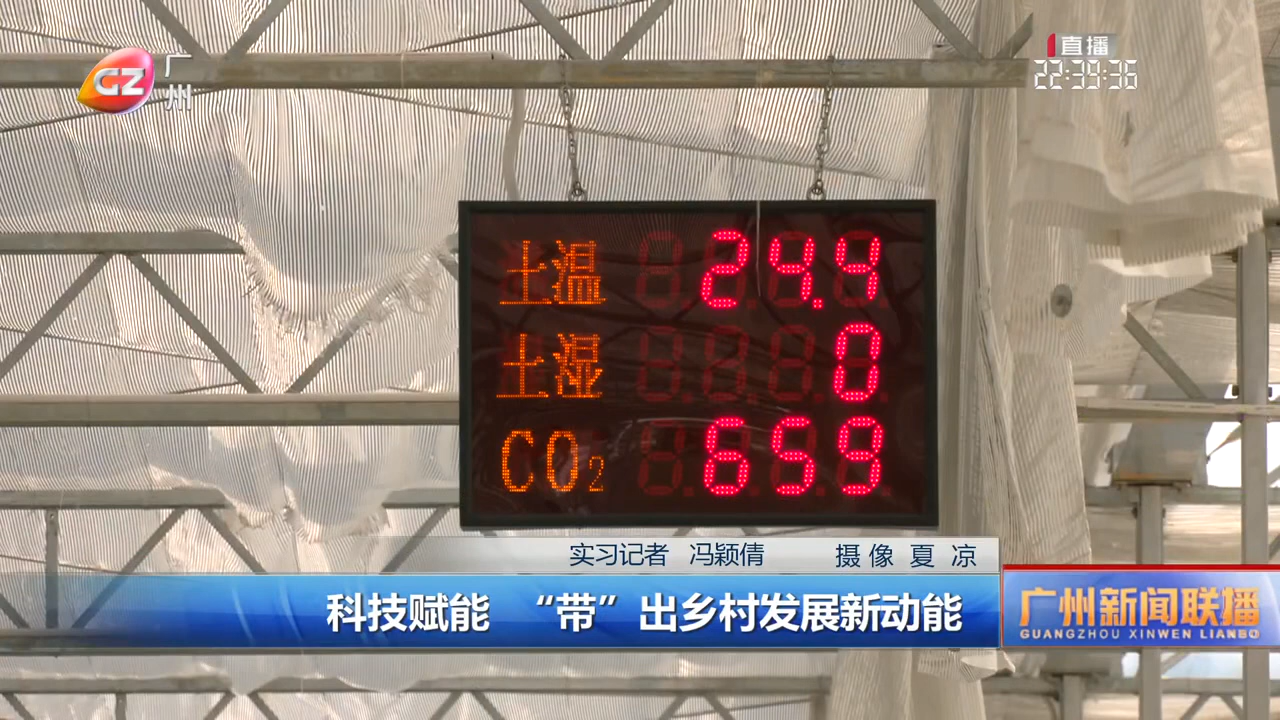 GZ 广州
直播
22:39:36
土温 24.4
土湿 0
CO₂ 659
实习记者 冯颖倩 摄像 夏凉
科技赋能 “带”出乡村发展新动能
广州新闻联播
GUANGZHOU XINWEN LIANBO